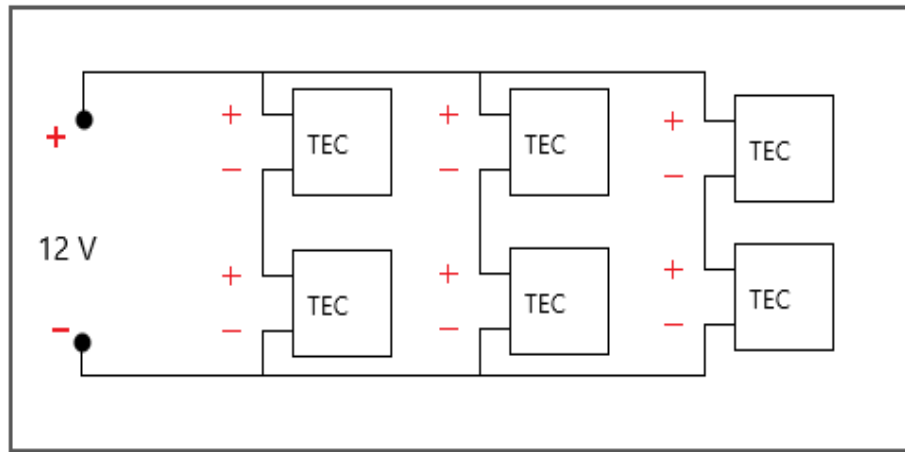 + TEC + TEC + TEC
+ − − − −
12 V
+ TEC + TEC + TEC
− − − −